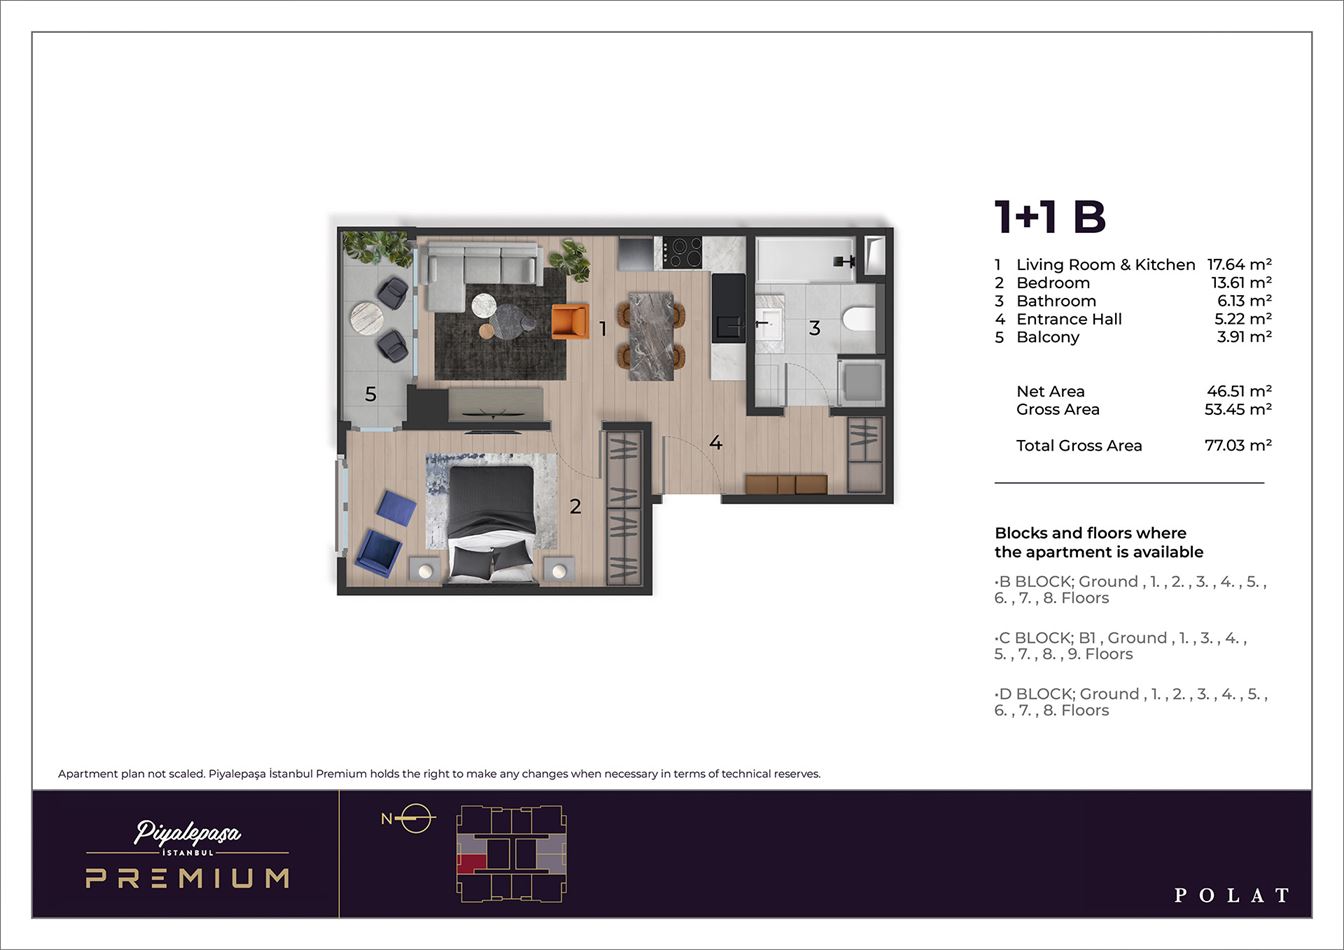 1+1 B
1 Living Room & Kitchen 17.64 m²
2 Bedroom 13.61 m²
3 Bathroom 6.13 m²
4 Entrance Hall 5.22 m²
5 Balcony 3.91 m²
Net Area 46.51 m²
Gross Area 53.45 m²
Total Gross Area 77.03 m²
Blocks and floors where
the apartment is available
•B BLOCK; Ground , 1. , 2. , 3. , 4. , 5. ,
6. , 7. , 8. Floors
•C BLOCK; B1 , Ground , 1. , 3. , 4. ,
5. , 7. , 8. , 9. Floors
•D BLOCK; Ground , 1. , 2. , 3. , 4. , 5. ,
6. , 7. , 8. Floors
1
3
5
4
2
Apartment plan not scaled. Piyalepaşa İstanbul Premium holds the right to make any changes when necessary in terms of technical reserves.
Piyalepaşa
İSTANBUL
PREMIUM
N
POLAT